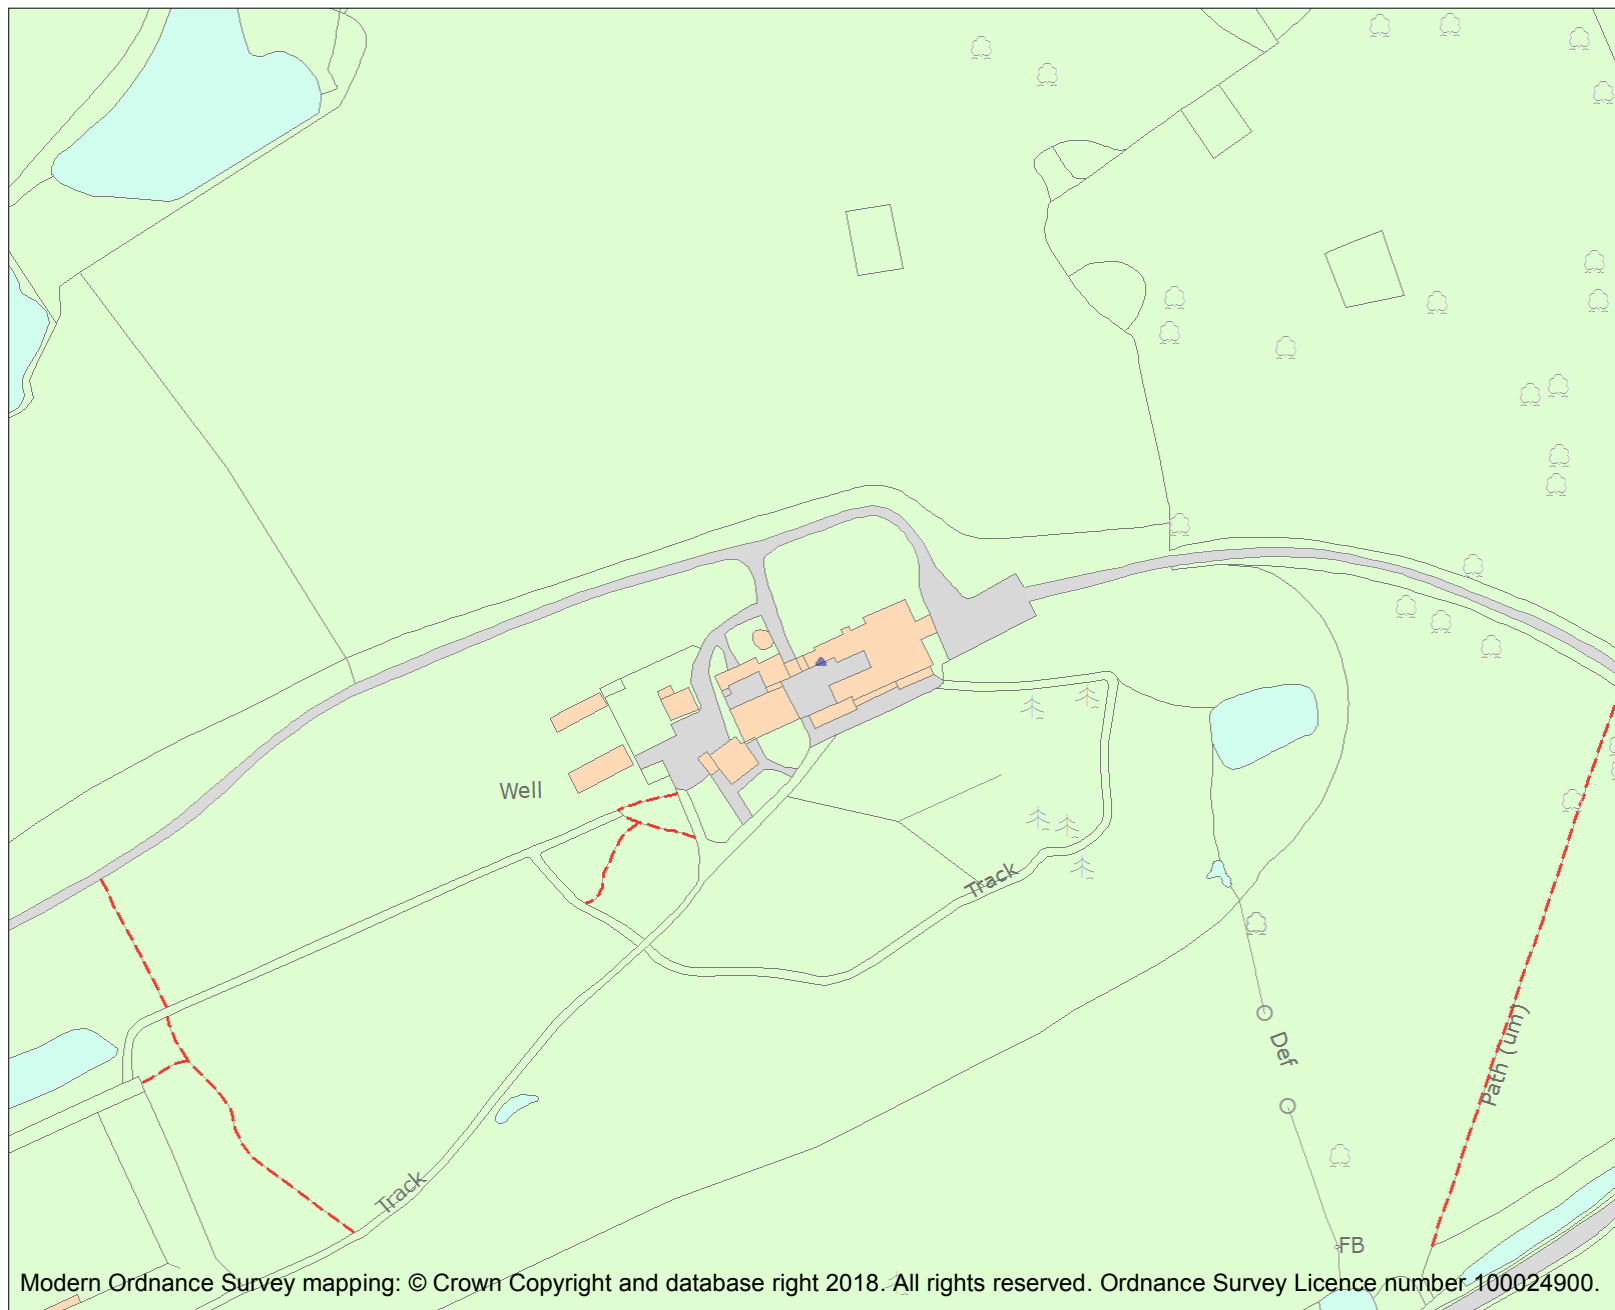 Well
Track
Def
Path (um)
Track
FB
Modern Ordnance Survey mapping: © Crown Copyright and database right 2018. All rights reserved. Ordnance Survey Licence number 100024900.